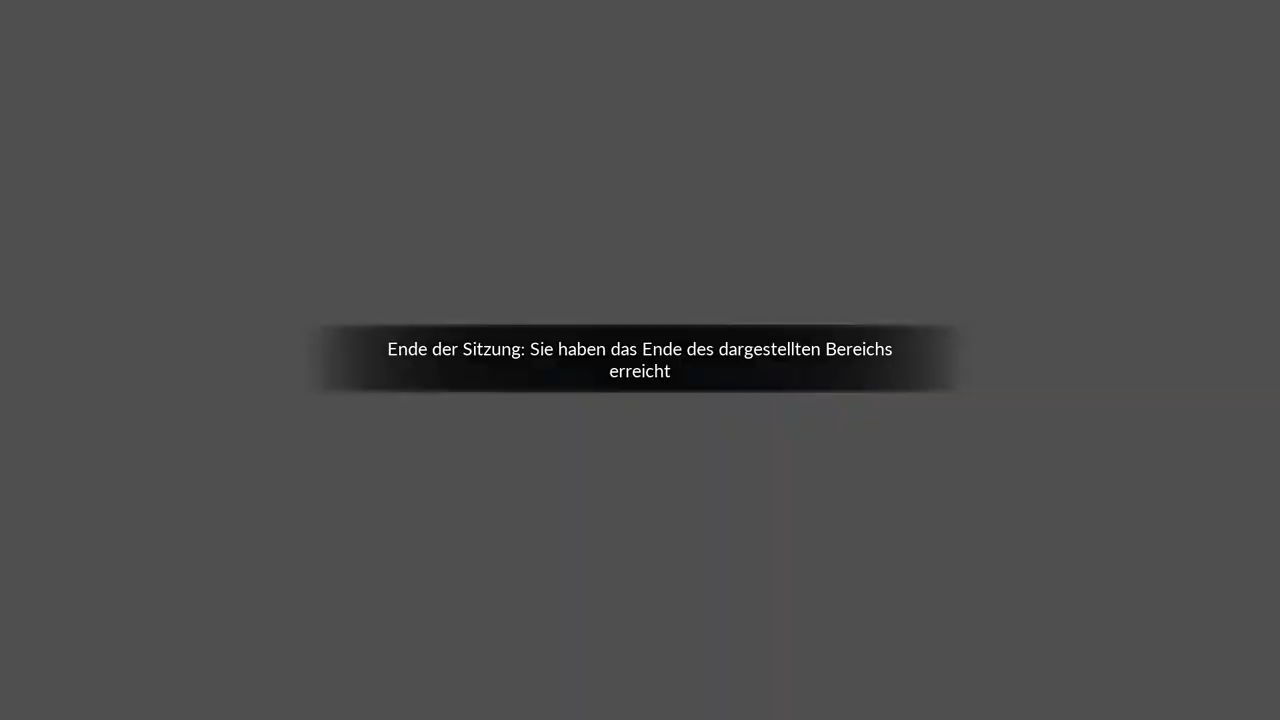 Ende der Sitzung: Sie haben das Ende des dargestellten Bereichs
erreicht